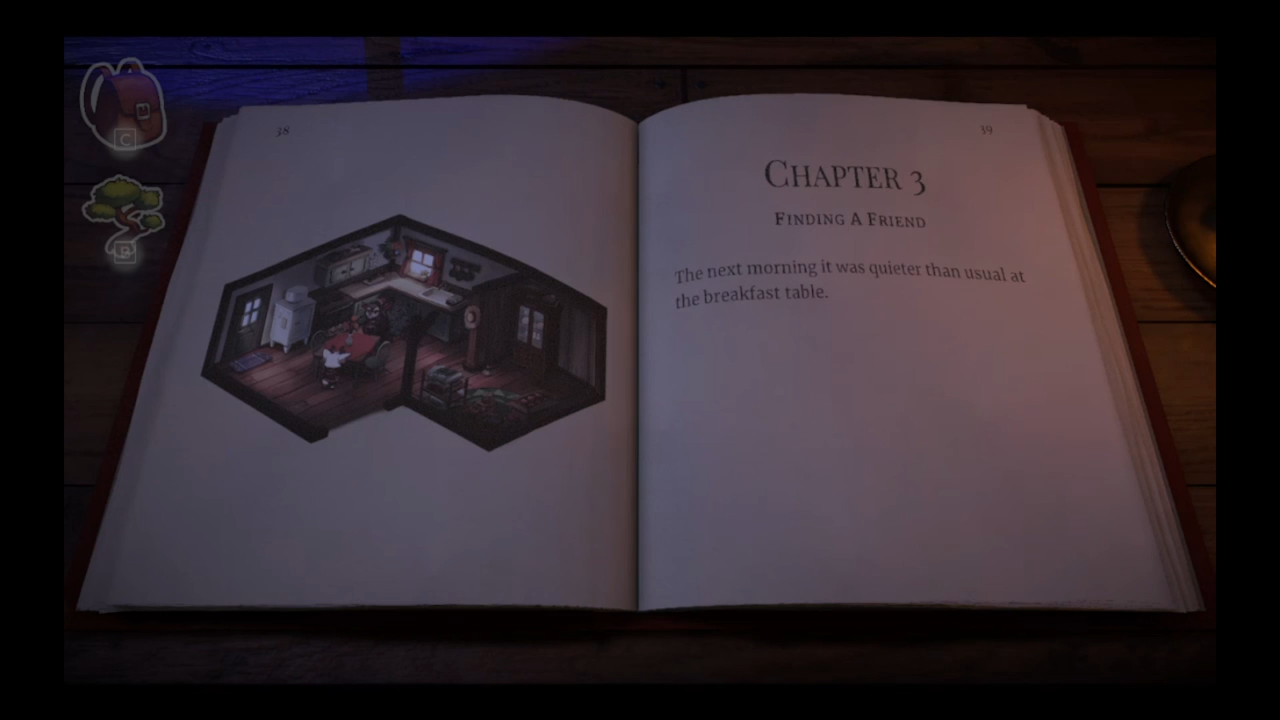 C
B
38
39
Chapter 3
Finding A Friend
The next morning it was quieter than usual at
the breakfast table.